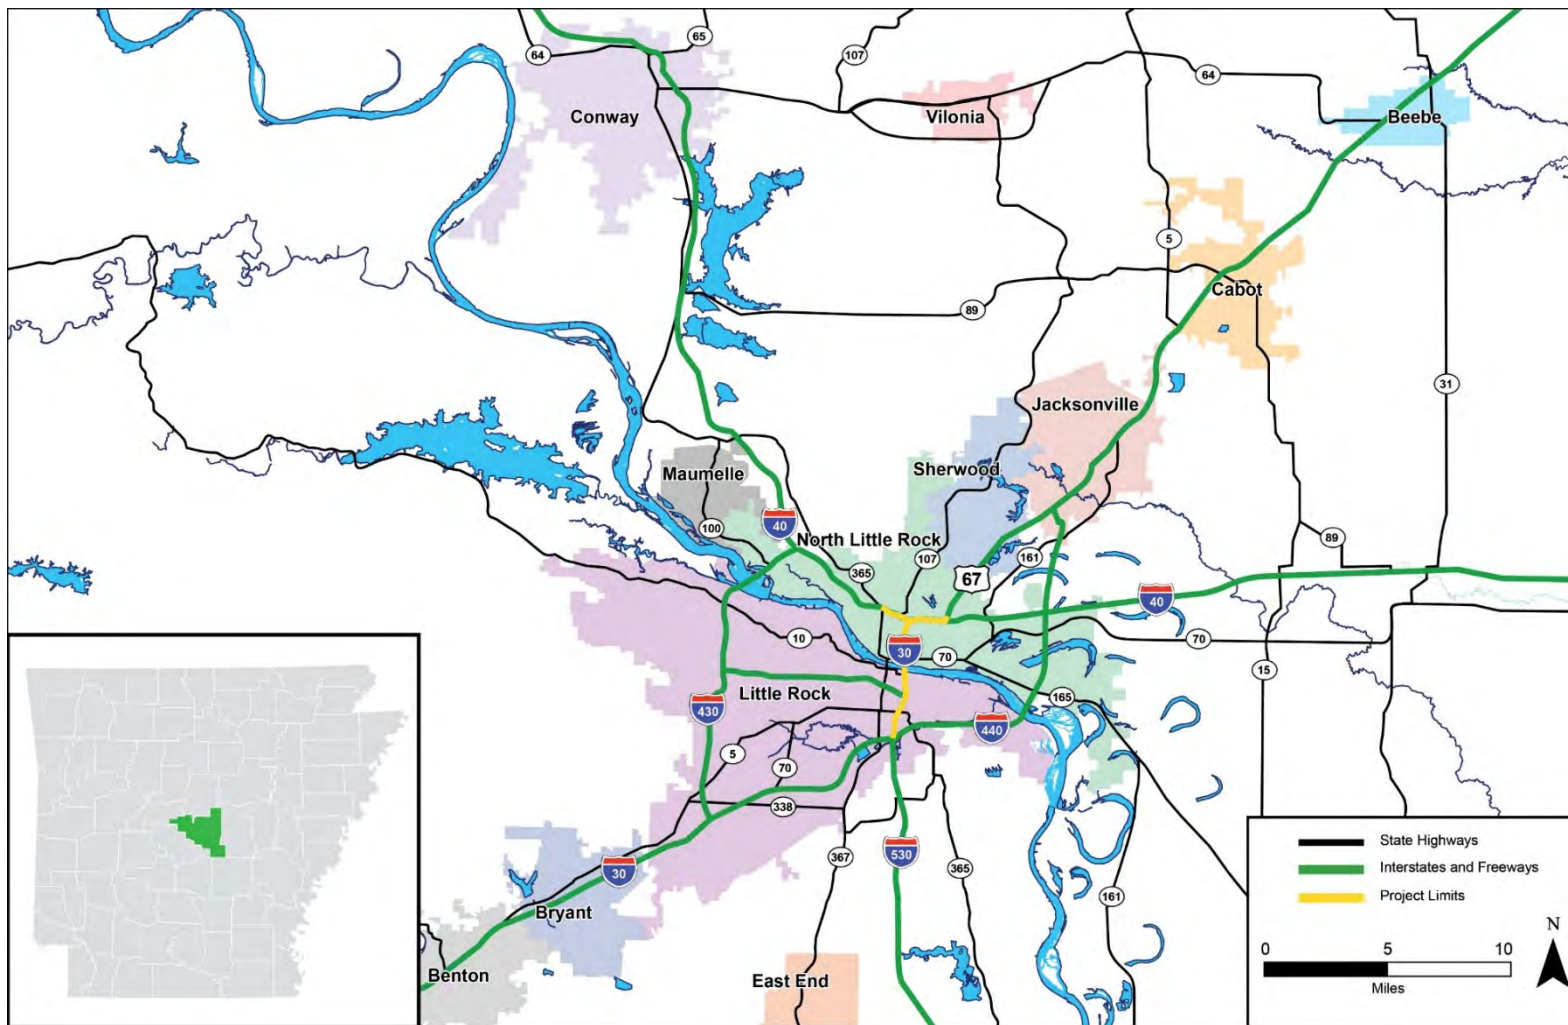 65
64
107
64
Conway
Vilonia
Beebe
5
Cabot
89
31
Jacksonville
Sherwood
Maumelle
100
40
North Little Rock
107
161
89
365
67
40
10
30
70
70
15
Little Rock
165
430
440
5
70
338
367
530
365
30
161
Bryant
Benton
East End
State Highways
Interstates and Freeways
Project Limits
N
0 5 10
Miles